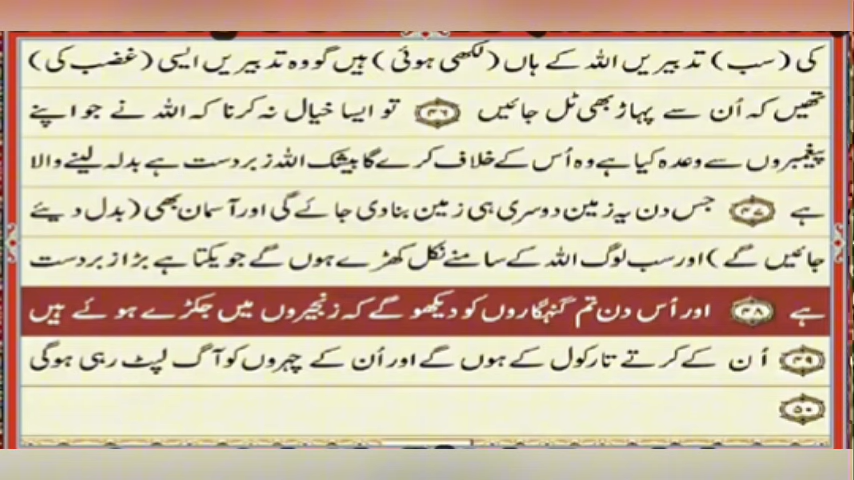 کی (سب) تدبیریں اللہ کے ہاں (لکھی ہوئی) ہیں گو وہ تدبیریں ایسی (غضب کی)
تھیں کہ اُن سے پہاڑ بھی ٹل جائیں ۴۶ تو ایسا خیال نہ کرنا کہ اللہ نے جو اپنے
پیغمبروں سے وعدہ کیا ہے وہ اُس کے خلاف کرے گا بیشک اللہ زبردست ہے بدلہ لینے والا
ہے ۴۷ جس دن یہ زمین دوسری ہی زمین بنا دی جائے گی اور آسمان بھی (بدل دیئے
جائیں گے) اور سب لوگ اللہ کے سامنے نکل کھڑے ہوں گے جو یکتا ہے بڑا زبردست
ہے ۴۸ اور اُس دن تم گنہگاروں کو دیکھو گے کہ زنجیروں میں جکڑے ہوئے ہیں
۴۹ اُن کے کرتے تارکول کے ہوں گے اور اُن کے چہروں کو آگ لپٹ رہی ہوگی
۵۰